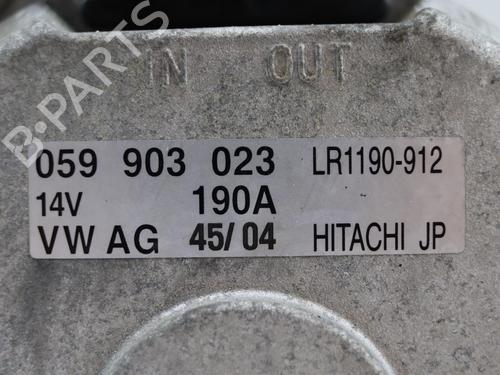 B-PARTS
IN OUT
059 903 023 LR1190-912
14V 190A
VW AG 45/04 HITACHI JP